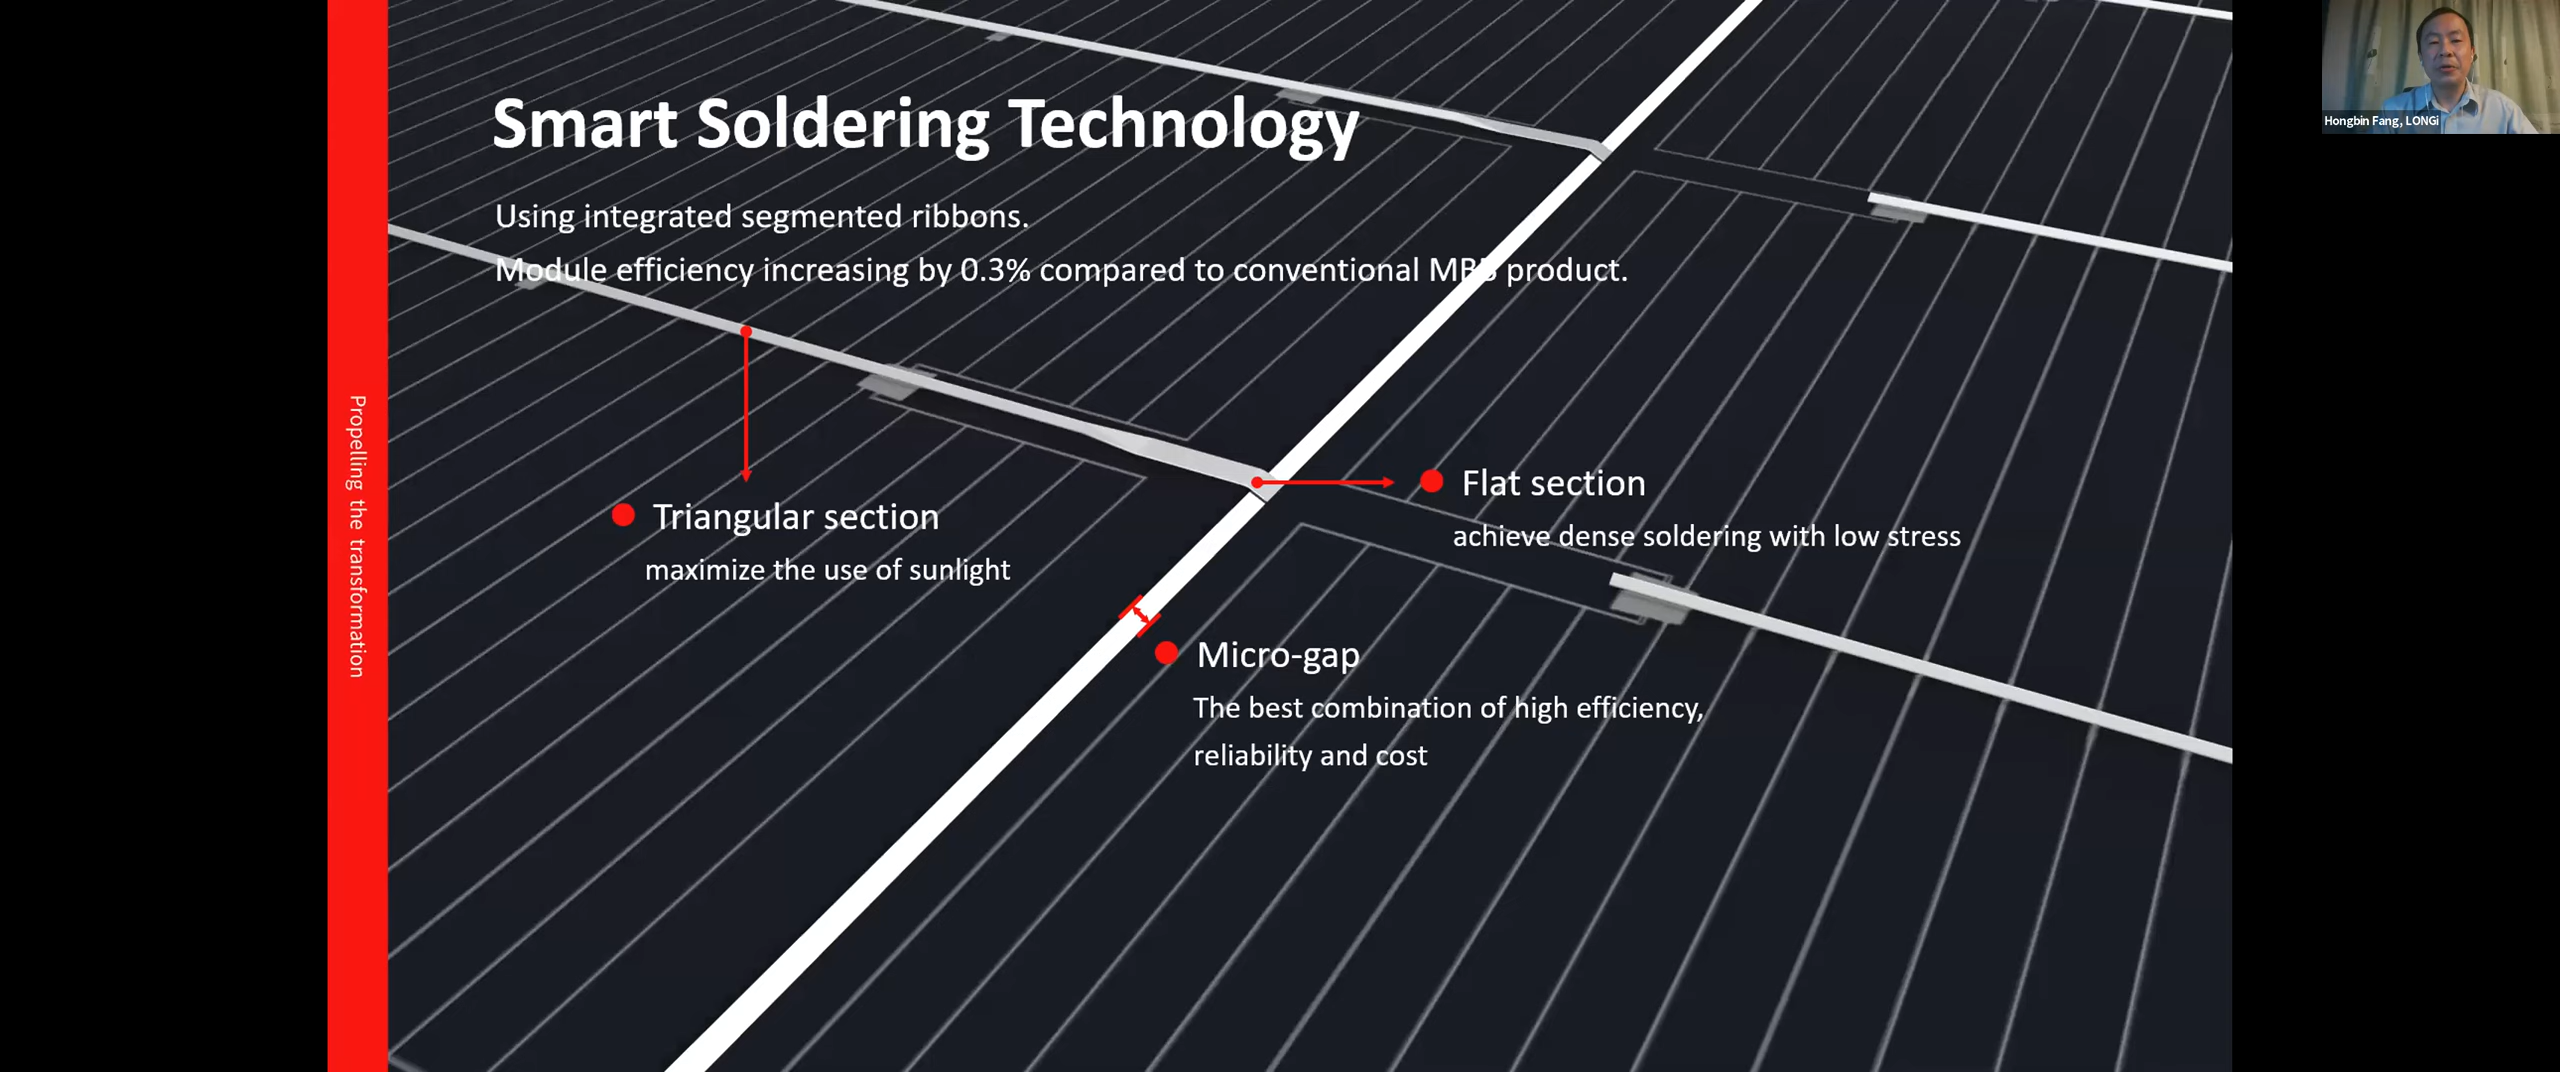 Smart Soldering Technology
Using integrated segmented ribbons.
Module efficiency increasing by 0.3% compared to conventional MBB product.
Triangular section
maximize the use of sunlight
Flat section
achieve dense soldering with low stress
Micro-gap
The best combination of high efficiency,
reliability and cost
Propelling the transformation
Hongbin Fang, LONGi